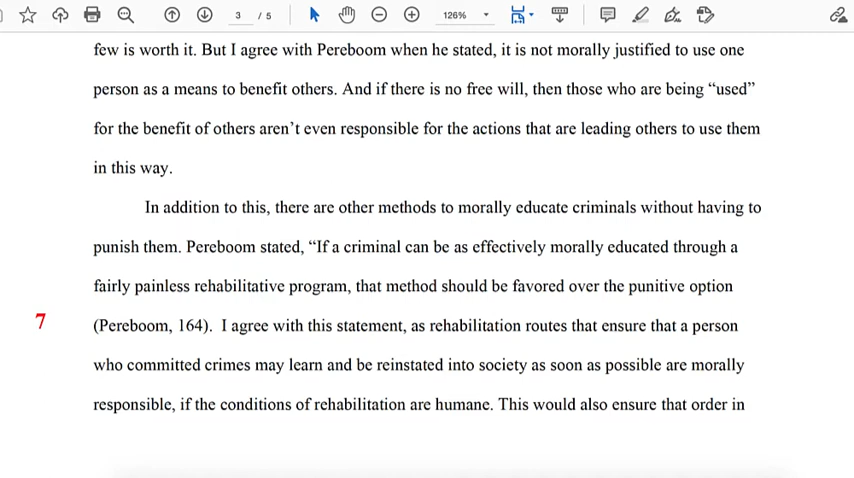 3 / 5
126%
few is worth it. But I agree with Pereboom when he stated, it is not morally justified to use one
person as a means to benefit others. And if there is no free will, then those who are being “used”
for the benefit of others aren’t even responsible for the actions that are leading others to use them
in this way.
In addition to this, there are other methods to morally educate criminals without having to
punish them. Pereboom stated, “If a criminal can be as effectively morally educated through a
fairly painless rehabilitative program, that method should be favored over the punitive option
7 (Pereboom, 164).  I agree with this statement, as rehabilitation routes that ensure that a person
who committed crimes may learn and be reinstated into society as soon as possible are morally
responsible, if the conditions of rehabilitation are humane. This would also ensure that order in